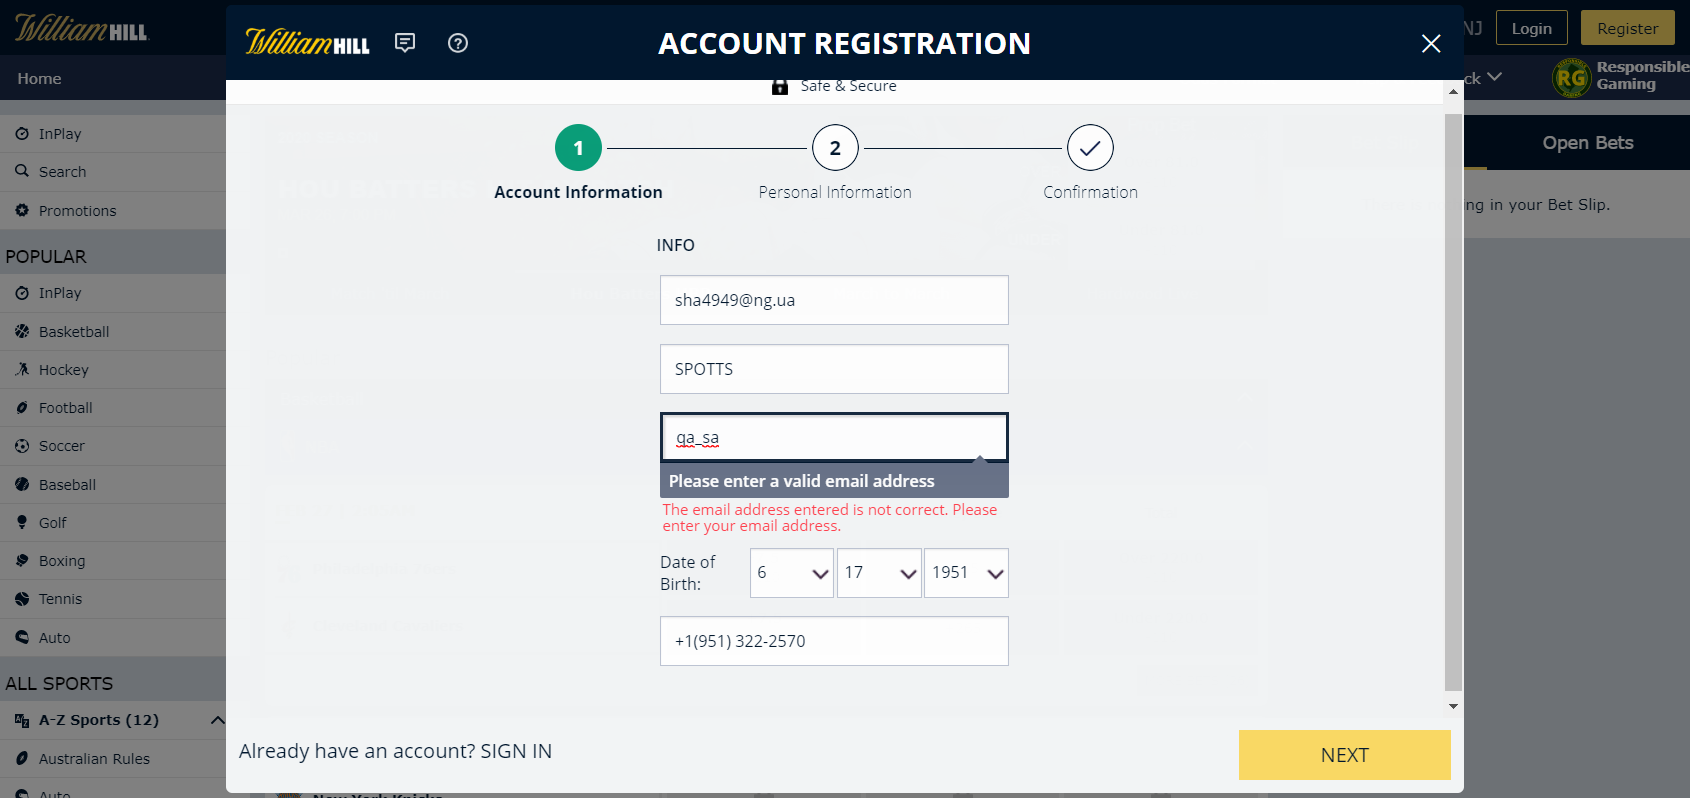 William HILL
NJ
Login
Register
Home
ck
RG
Responsible
Gaming
InPlay
Search
Promotions
POPULAR
InPlay
Basketball
Hockey
Football
Soccer
Baseball
Golf
Boxing
Tennis
Auto
ALL SPORTS
A-Z Sports (12)
Australian Rules
Auto
William HILL
ACCOUNT REGISTRATION
Safe & Secure
1
2
Account Information
Personal Information
Confirmation
INFO
sha4949@ng.ua
SPOTTS
qa_sa
Please enter a valid email address
The email address entered is not correct. Please
enter your email address.
Date of
Birth:
6
17
1951
+1(951) 322-2570
Already have an account? SIGN IN
NEXT
Open Bets
ng in your Bet Slip.
New York Knicks